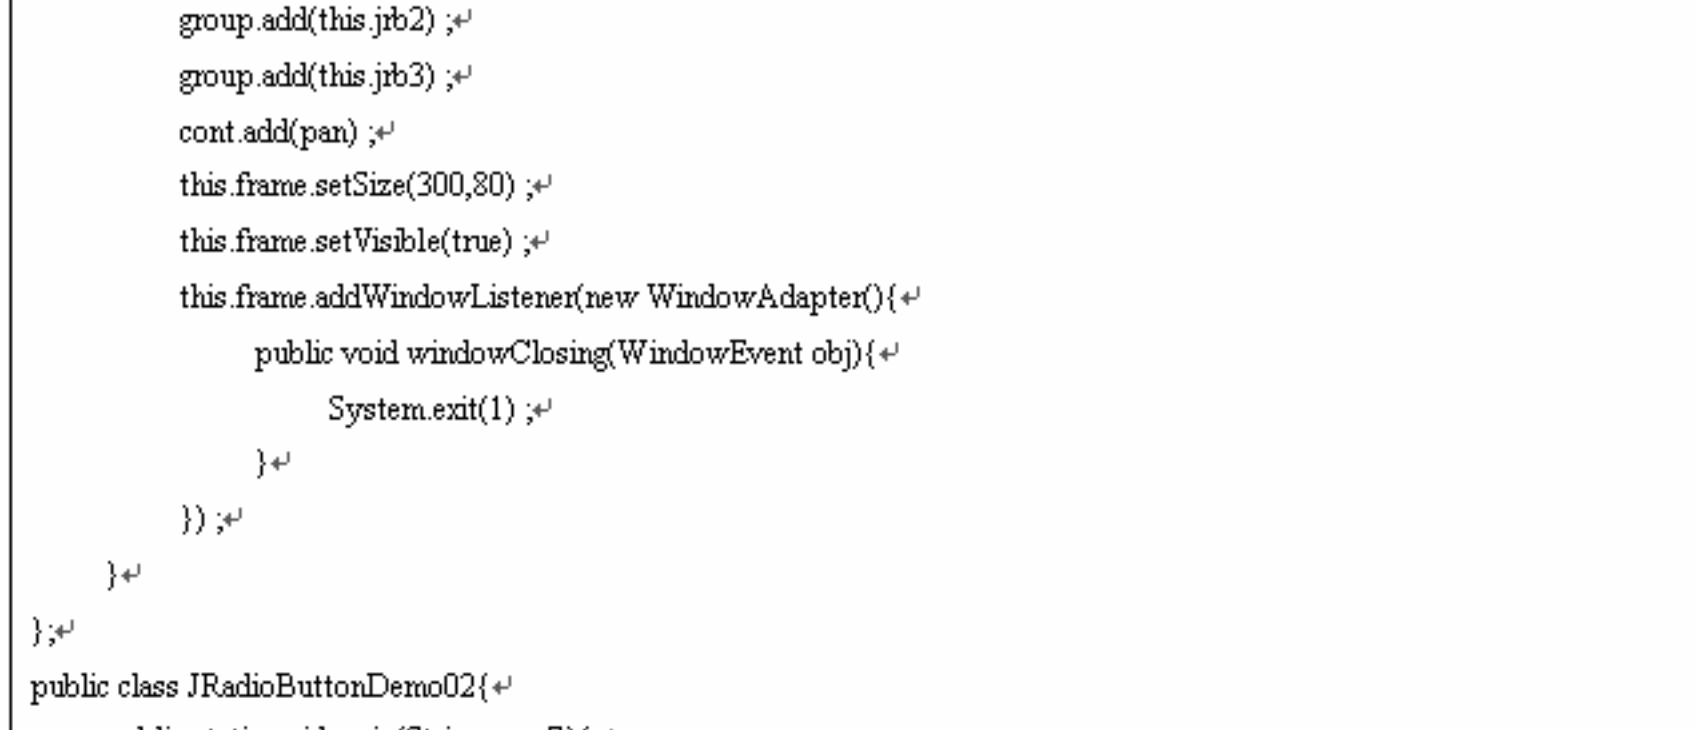 group.add(this.jrb2) ;↵
group.add(this.jrb3) ;↵
cont.add(pan) ;↵
this.frame.setSize(300,80) ;↵
this.frame.setVisible(true) ;↵
this.frame.addWindowListener(new WindowAdapter(){↵
public void windowClosing(WindowEvent obj){↵
System.exit(1) ;↵
}↵
}) ;↵
}↵
};↵
public class JRadioButtonDemo02{↵